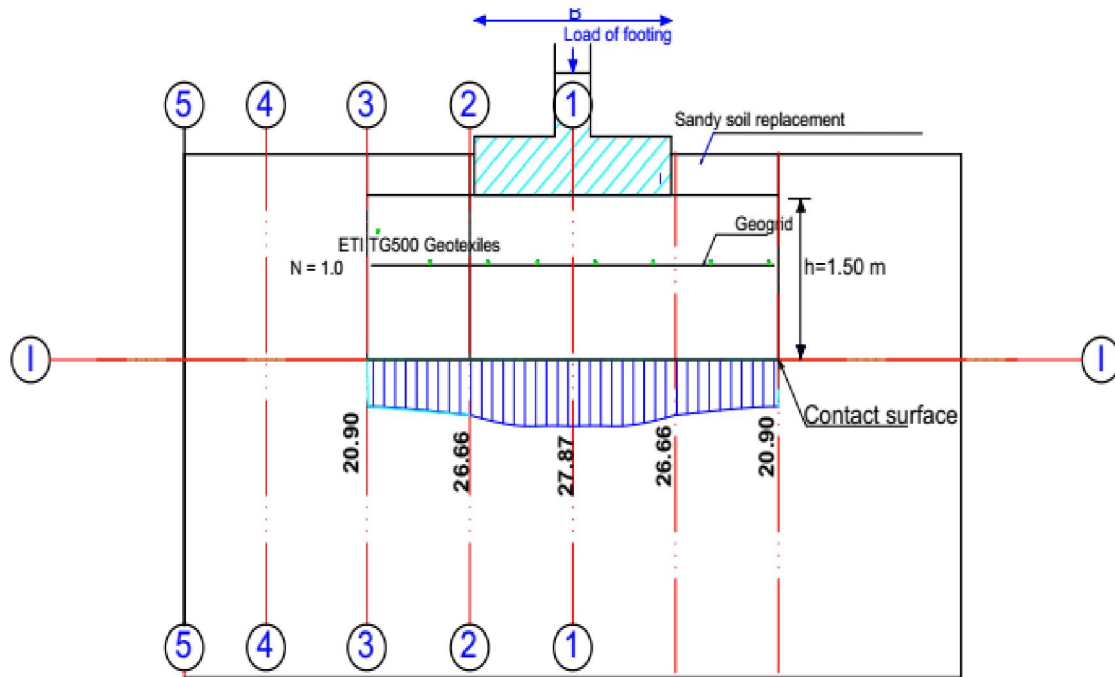 B
Load of footing
5
4
3
2
1
Sandy soil replacement
Geogrid
ETI TG500 Geotexiles
N = 1.0
h=1.50 m
I
I
Contact surface
20.90
26.66
27.87
26.66
20.90
5
4
3
2
1